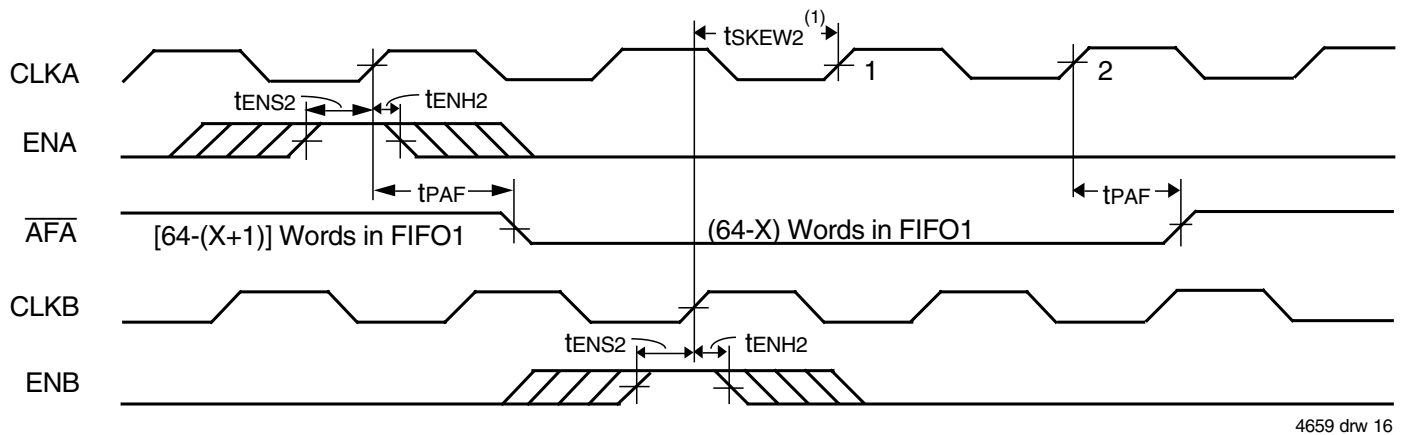 tSKEW2(1)
CLKA 1 2
tENS2 tENH2
ENA
tPAF tPAF
AFA [64-(X+1)] Words in FIFO1 (64-X) Words in FIFO1
CLKB
tENS2 tENH2
ENB
4659 drw 16